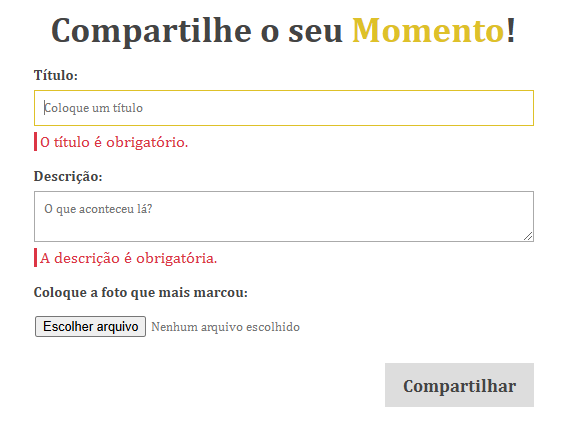 Compartilhe o seu Momento!
Título:
Coloque um título
O título é obrigatório.
Descrição:
O que aconteceu lá?
A descrição é obrigatória.
Coloque a foto que mais marcou:
Escolher arquivo Nenhum arquivo escolhido
Compartilhar